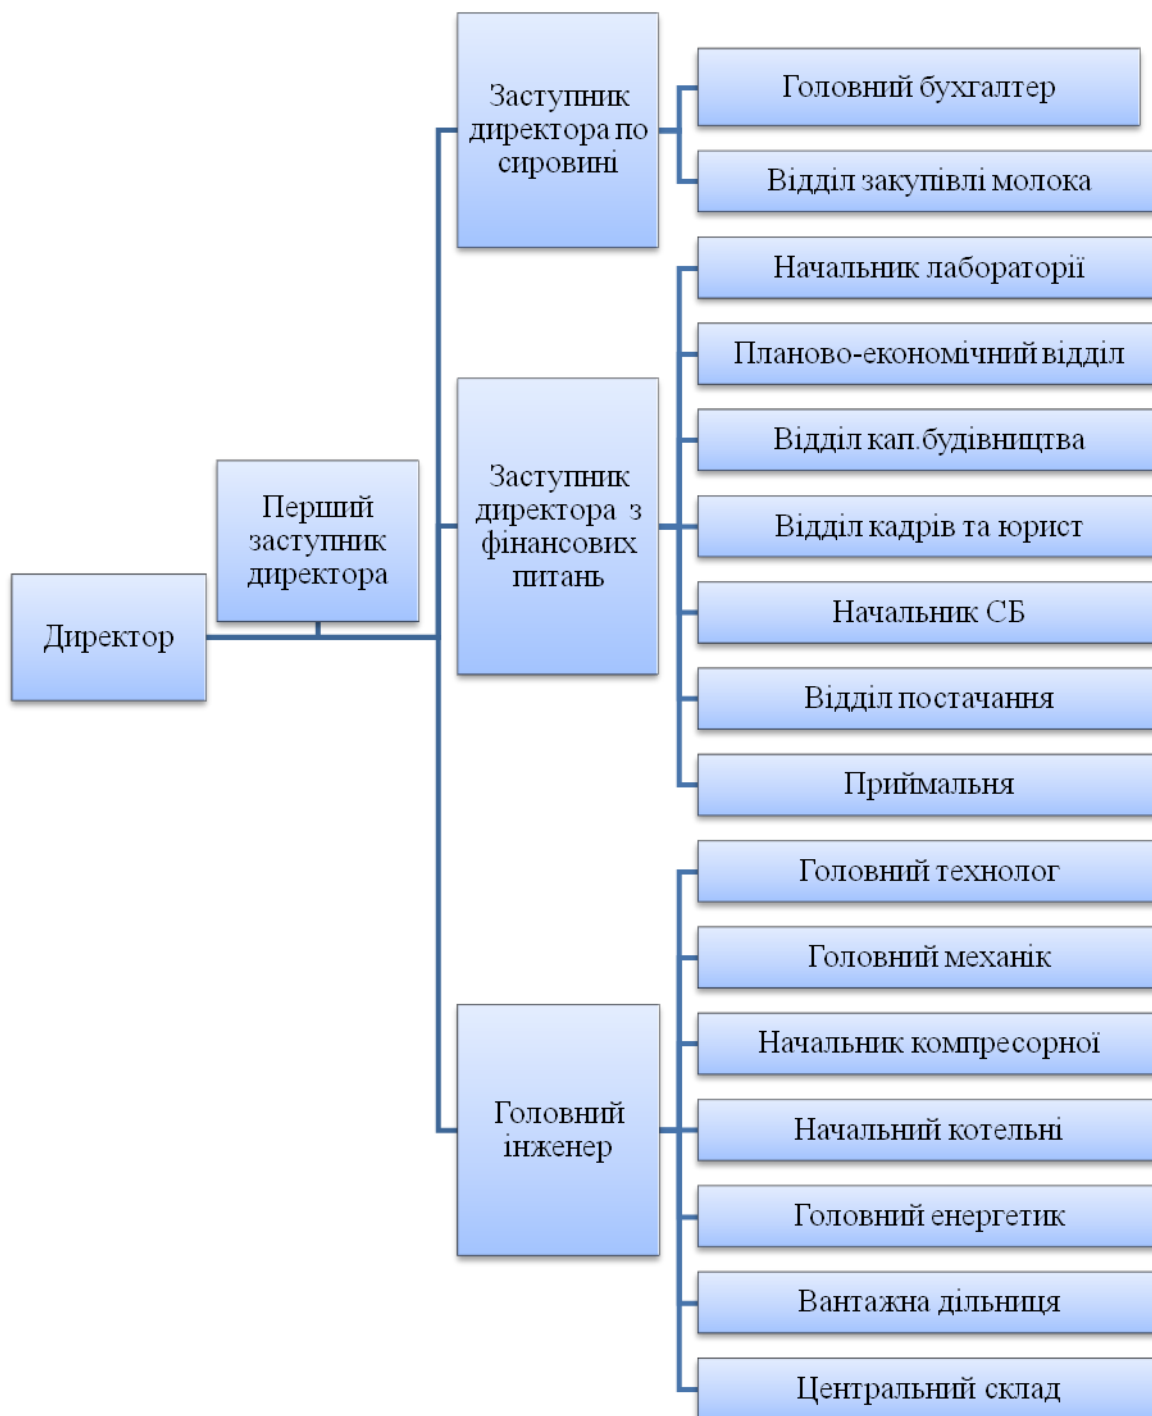 Директор
Перший
заступник
директора
Заступник
директора по
сировині
Головний бухгалтер
Відділ закупівлі молока
Заступник
директора з
фінансових
питань
Начальник лабораторії
Планово-економічний відділ
Відділ кап.будівництва
Відділ кадрів та юрист
Начальник СБ
Відділ постачання
Приймальня
Головний
інженер
Головний технолог
Головний механік
Начальник компресорної
Начальний котельні
Головний енергетик
Вантажна дільниця
Центральний склад